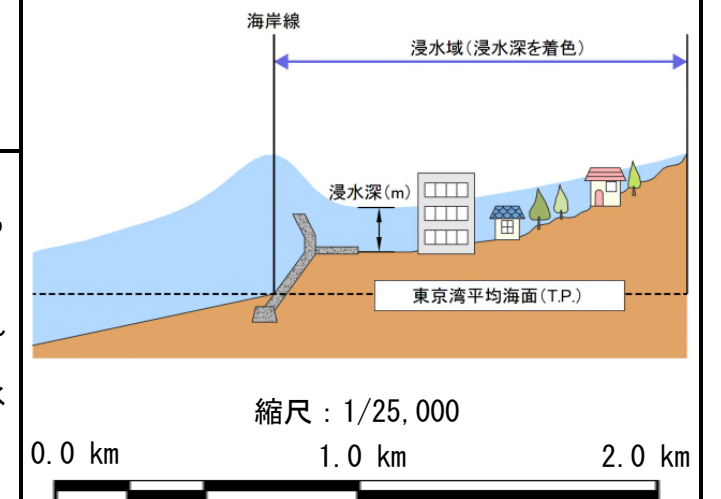 海岸線
浸水域(浸水深を着色)
浸水深(m)
東京湾平均海面(T.P.)
縮尺：1/25,000
0.0 km 1.0 km 2.0 km